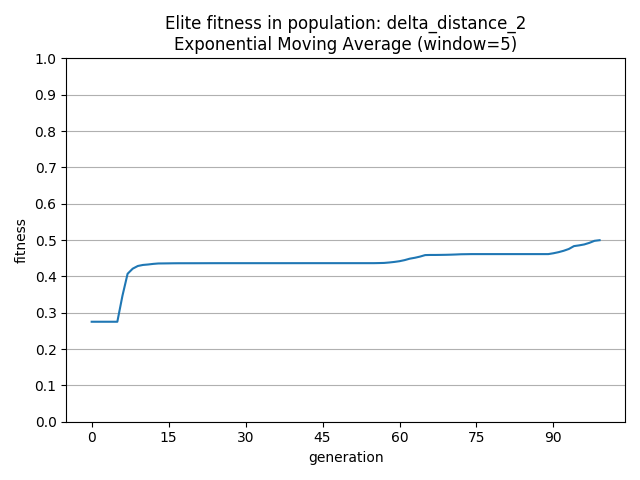 Elite fitness in population: delta_distance_2
Exponential Moving Average (window=5)
1.0
0.9
0.8
0.7
0.6
0.5
0.4
0.3
0.2
0.1
0.0
fitness
0 15 30 45 60 75 90
generation